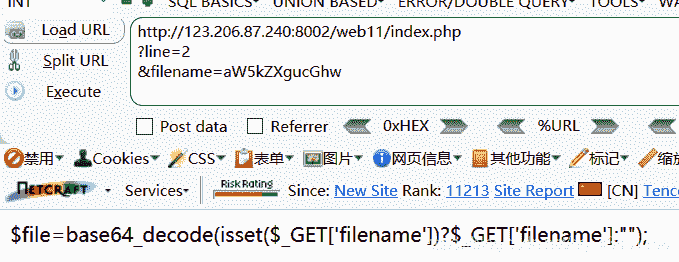 INT SQL BASICS UNION BASED ERROR/DOUBLE QUERY TOOLS WA
Load URL
Split URL
Execute
http://123.206.87.240:8002/web11/index.php
?line=2
&filename=aW5kZXgucGhw
Post data Referrer 0xHEX %URL
禁用 Cookies CSS 表单 图片 网页信息 其他功能 标记 缩放
NETCRAFT Services Risk Rating Since: New Site Rank: 11213 Site Report [CN] Tence
$file=base64_decode(isset($_GET['filename'])?$_GET['filename']:"");